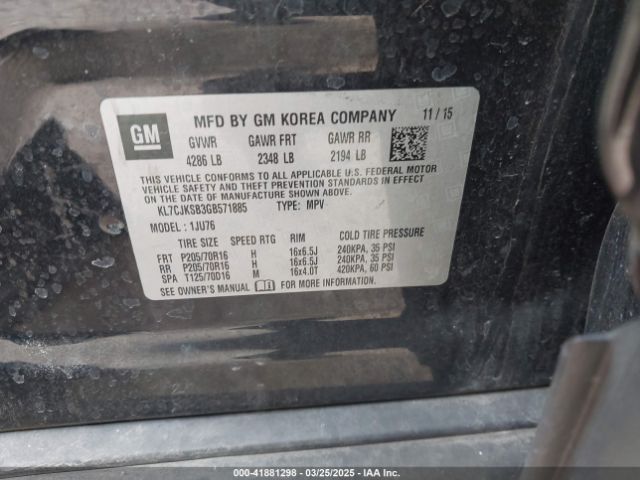 GM
MFD BY GM KOREA COMPANY 11 / 15
GVWR GAWR FRT GAWR RR
4286 LB 2348 LB 2194 LB
THIS VEHICLE CONFORMS TO ALL APPLICABLE U.S. FEDERAL MOTOR
VEHICLE SAFETY AND THEFT PREVENTION STANDARDS IN EFFECT
ON THE DATE OF MANUFACTURE SHOWN ABOVE.
KL7CJKSB3GB571885 TYPE: MPV
MODEL : 1JU76
TIRE SIZE SPEED RTG RIM COLD TIRE PRESSURE
FRT P205/70R16 H 16x6.5J 240KPA, 35 PSI
RR P205/70R16 H 16x6.5J 240KPA, 35 PSI
SPA T125/70D16 M 16x4.0T 420KPA, 60 PSI
SEE OWNER'S MANUAL FOR MORE INFORMATION.
000-41881298 - 03/25/2025 - IAA Inc.